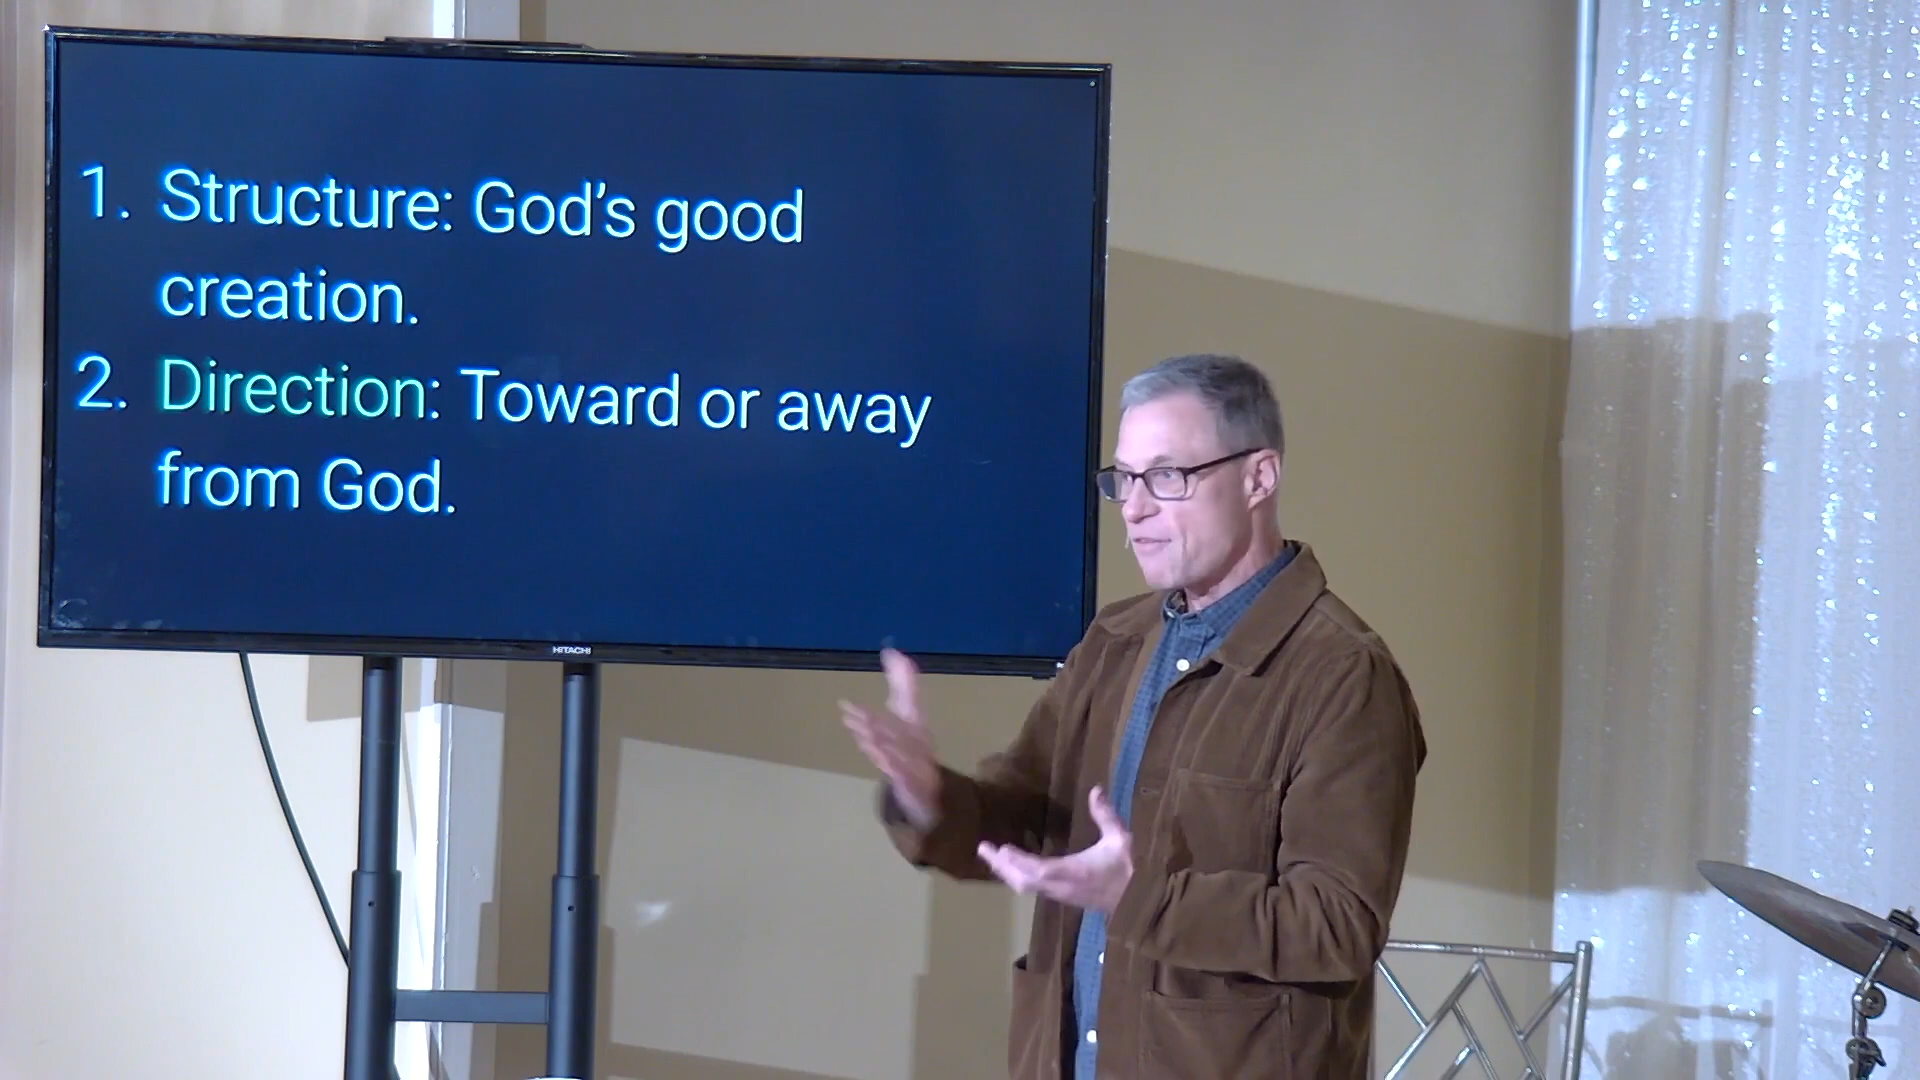 1. Structure: God’s good
creation.
2. Direction: Toward or away
from God.
HITACHI